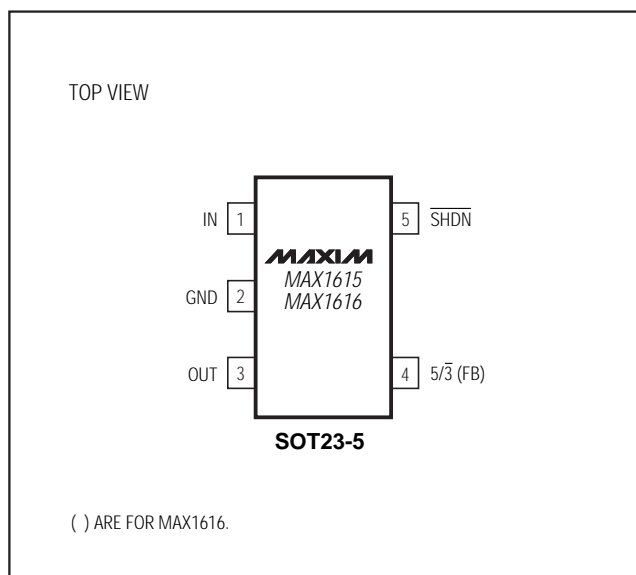 TOP VIEW
IN 1
5 S̅H̅D̅N̅
MAXIM
MAX1615
MAX1616
GND 2
OUT 3
4 5/3̅ (FB)
SOT23-5
( ) ARE FOR MAX1616.